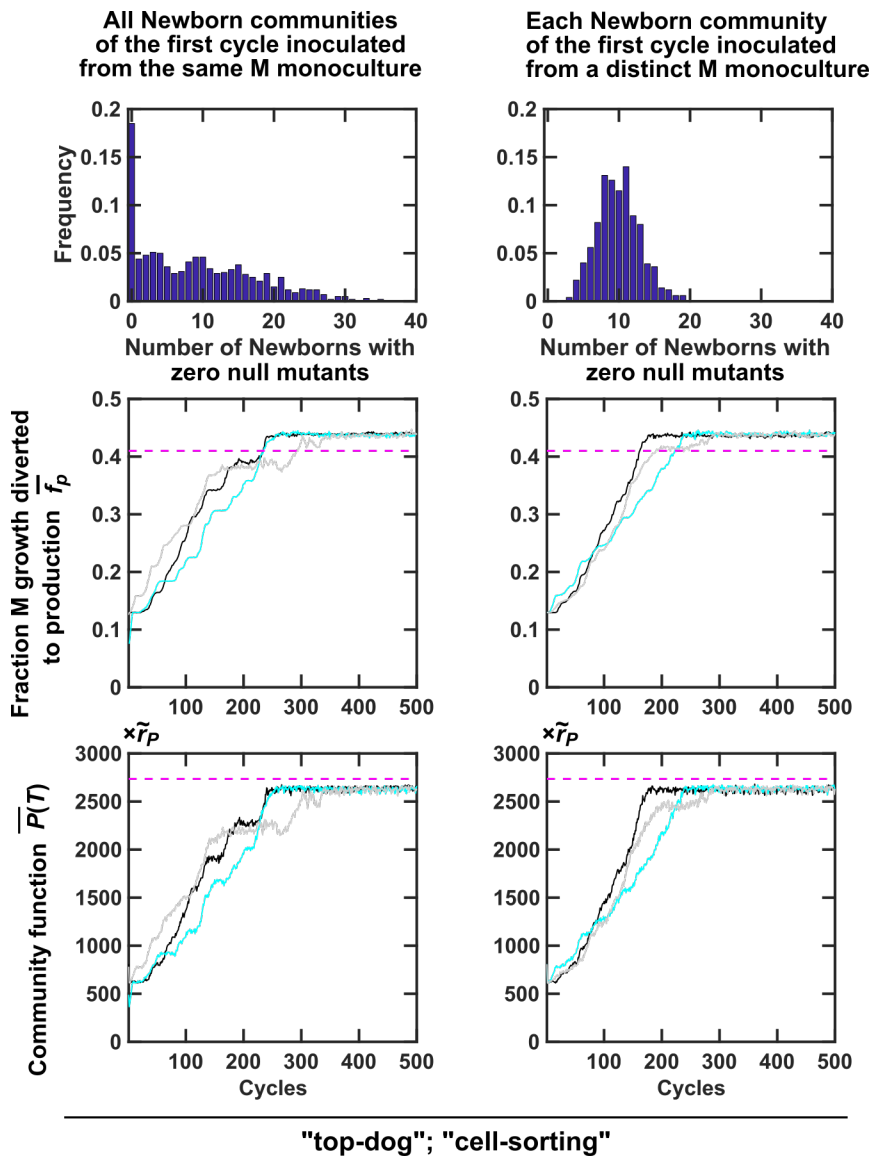 All Newborn communities
of the first cycle inoculated
from the same M monoculture
Each Newborn community
of the first cycle inoculated
from a distinct M monoculture
Frequency
0.2
0.15
0.1
0.05
0
0 10 20 30 40
Number of Newborns with
zero null mutants
0.2
0.15
0.1
0.05
0
0 10 20 30 40
Number of Newborns with
zero null mutants
Fraction M growth diverted
to production f̅p
0.5
0.4
0.3
0.2
0.1
0
100 200 300 400 500
0.5
0.4
0.3
0.2
0.1
0
100 200 300 400 500
Community function P̅(T)
×r̃P
3000
2500
2000
1500
1000
500
0
100 200 300 400 500
Cycles
×r̃P
3000
2500
2000
1500
1000
500
0
100 200 300 400 500
Cycles
"top-dog"; "cell-sorting"